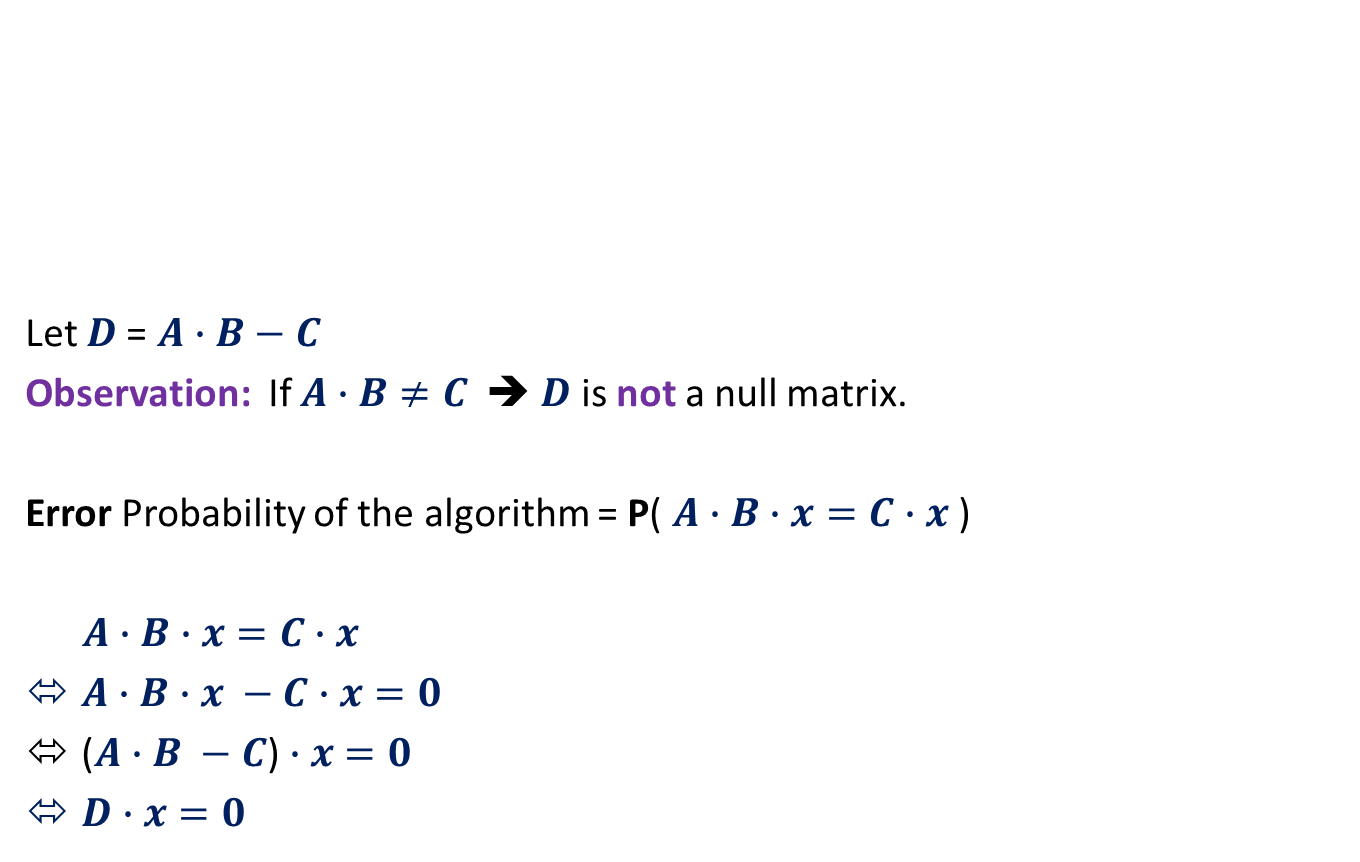 Let D = A · B − C
Observation: If A · B ≠ C 🡺 D is not a null matrix.
Error Probability of the algorithm = P( A · B · x = C · x )
A · B · x = C · x
⬄ A · B · x − C · x = 0
⬄ (A · B − C) · x = 0
⬄ D · x = 0